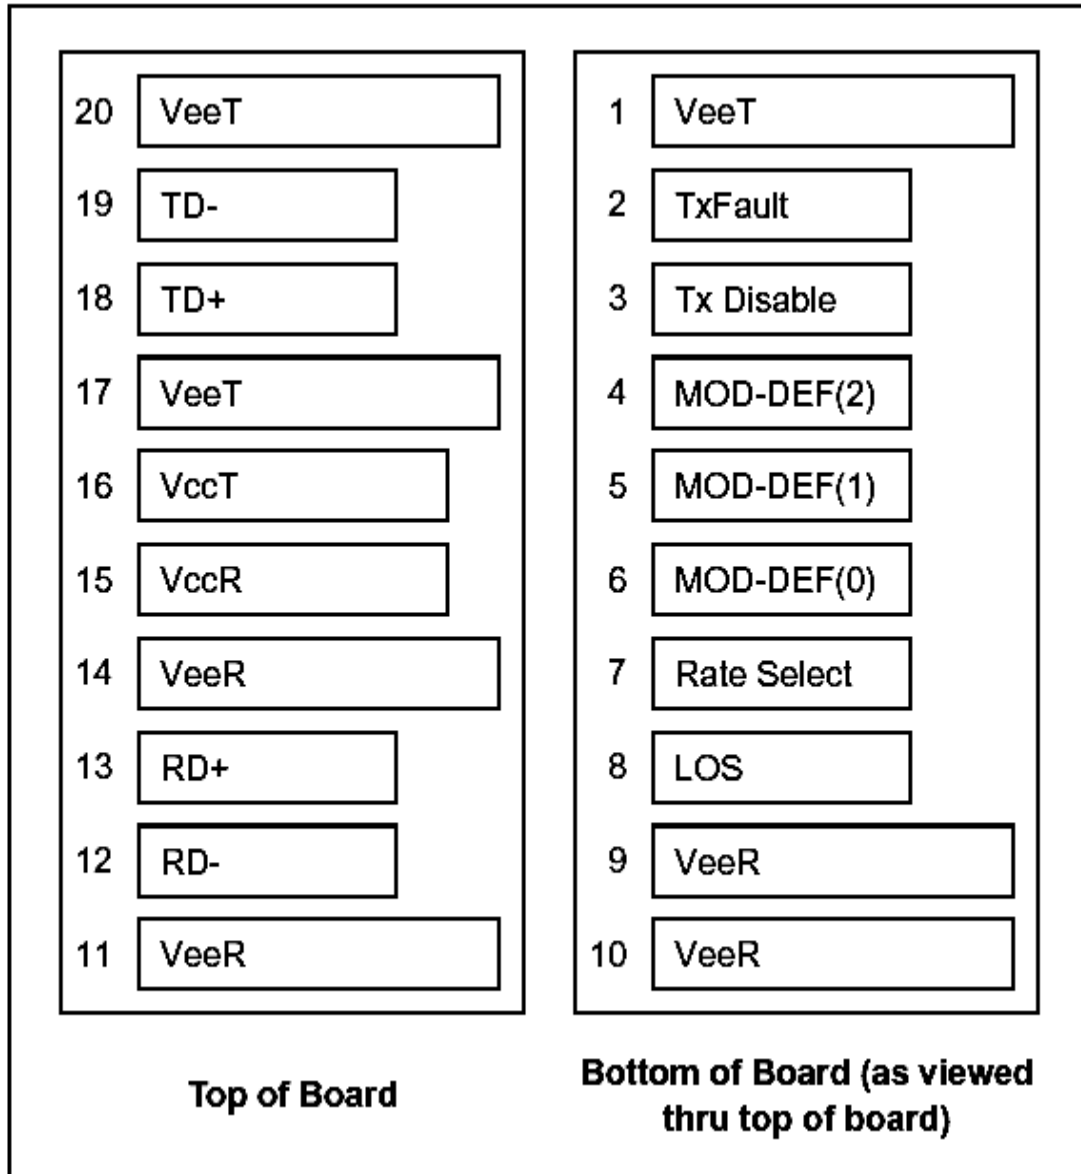 20 VeeT
19 TD-
18 TD+
17 VeeT
16 VccT
15 VccR
14 VeeR
13 RD+
12 RD-
11 VeeR
Top of Board
1 VeeT
2 TxFault
3 Tx Disable
4 MOD-DEF(2)
5 MOD-DEF(1)
6 MOD-DEF(0)
7 Rate Select
8 LOS
9 VeeR
10 VeeR
Bottom of Board (as viewed
thru top of board)